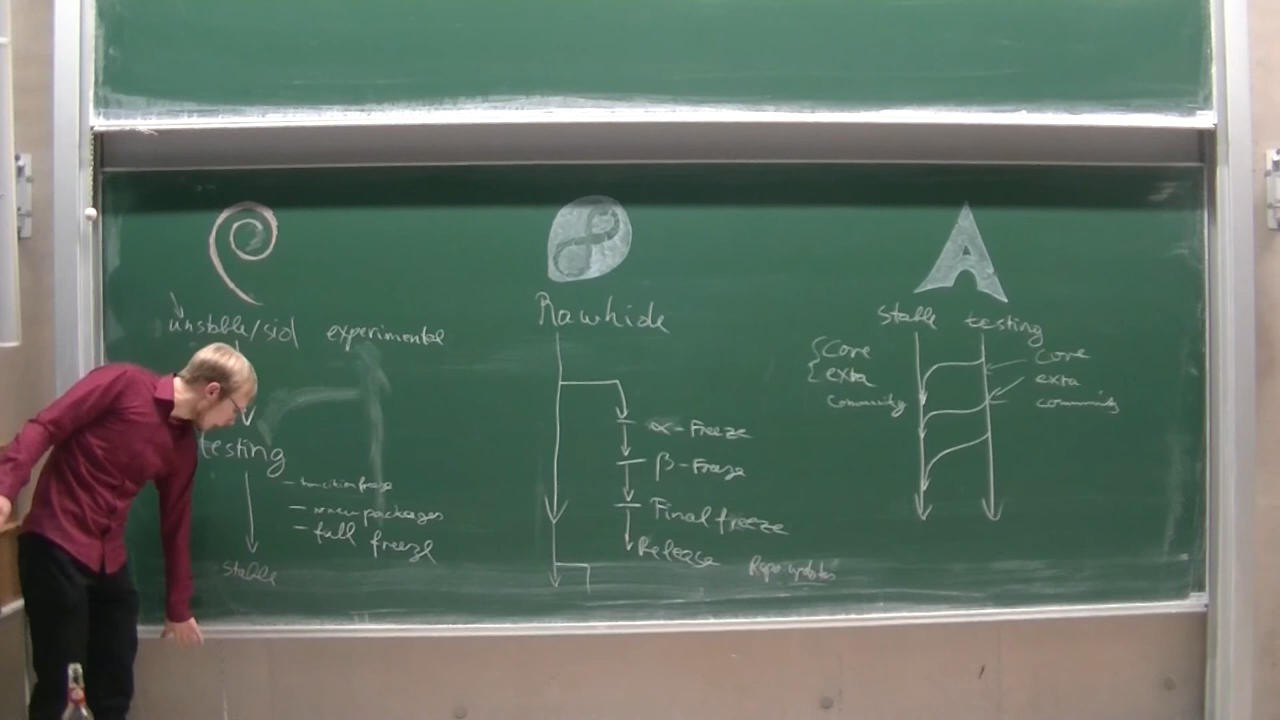 unstable/sid experimental
testing
- transition freeze
- no new packages
- full freeze
stable
Rawhide
α-Freeze
β-Freeze
Final freeze
Release Repo: updates
stable testing
core
extra
community
core
extra
community